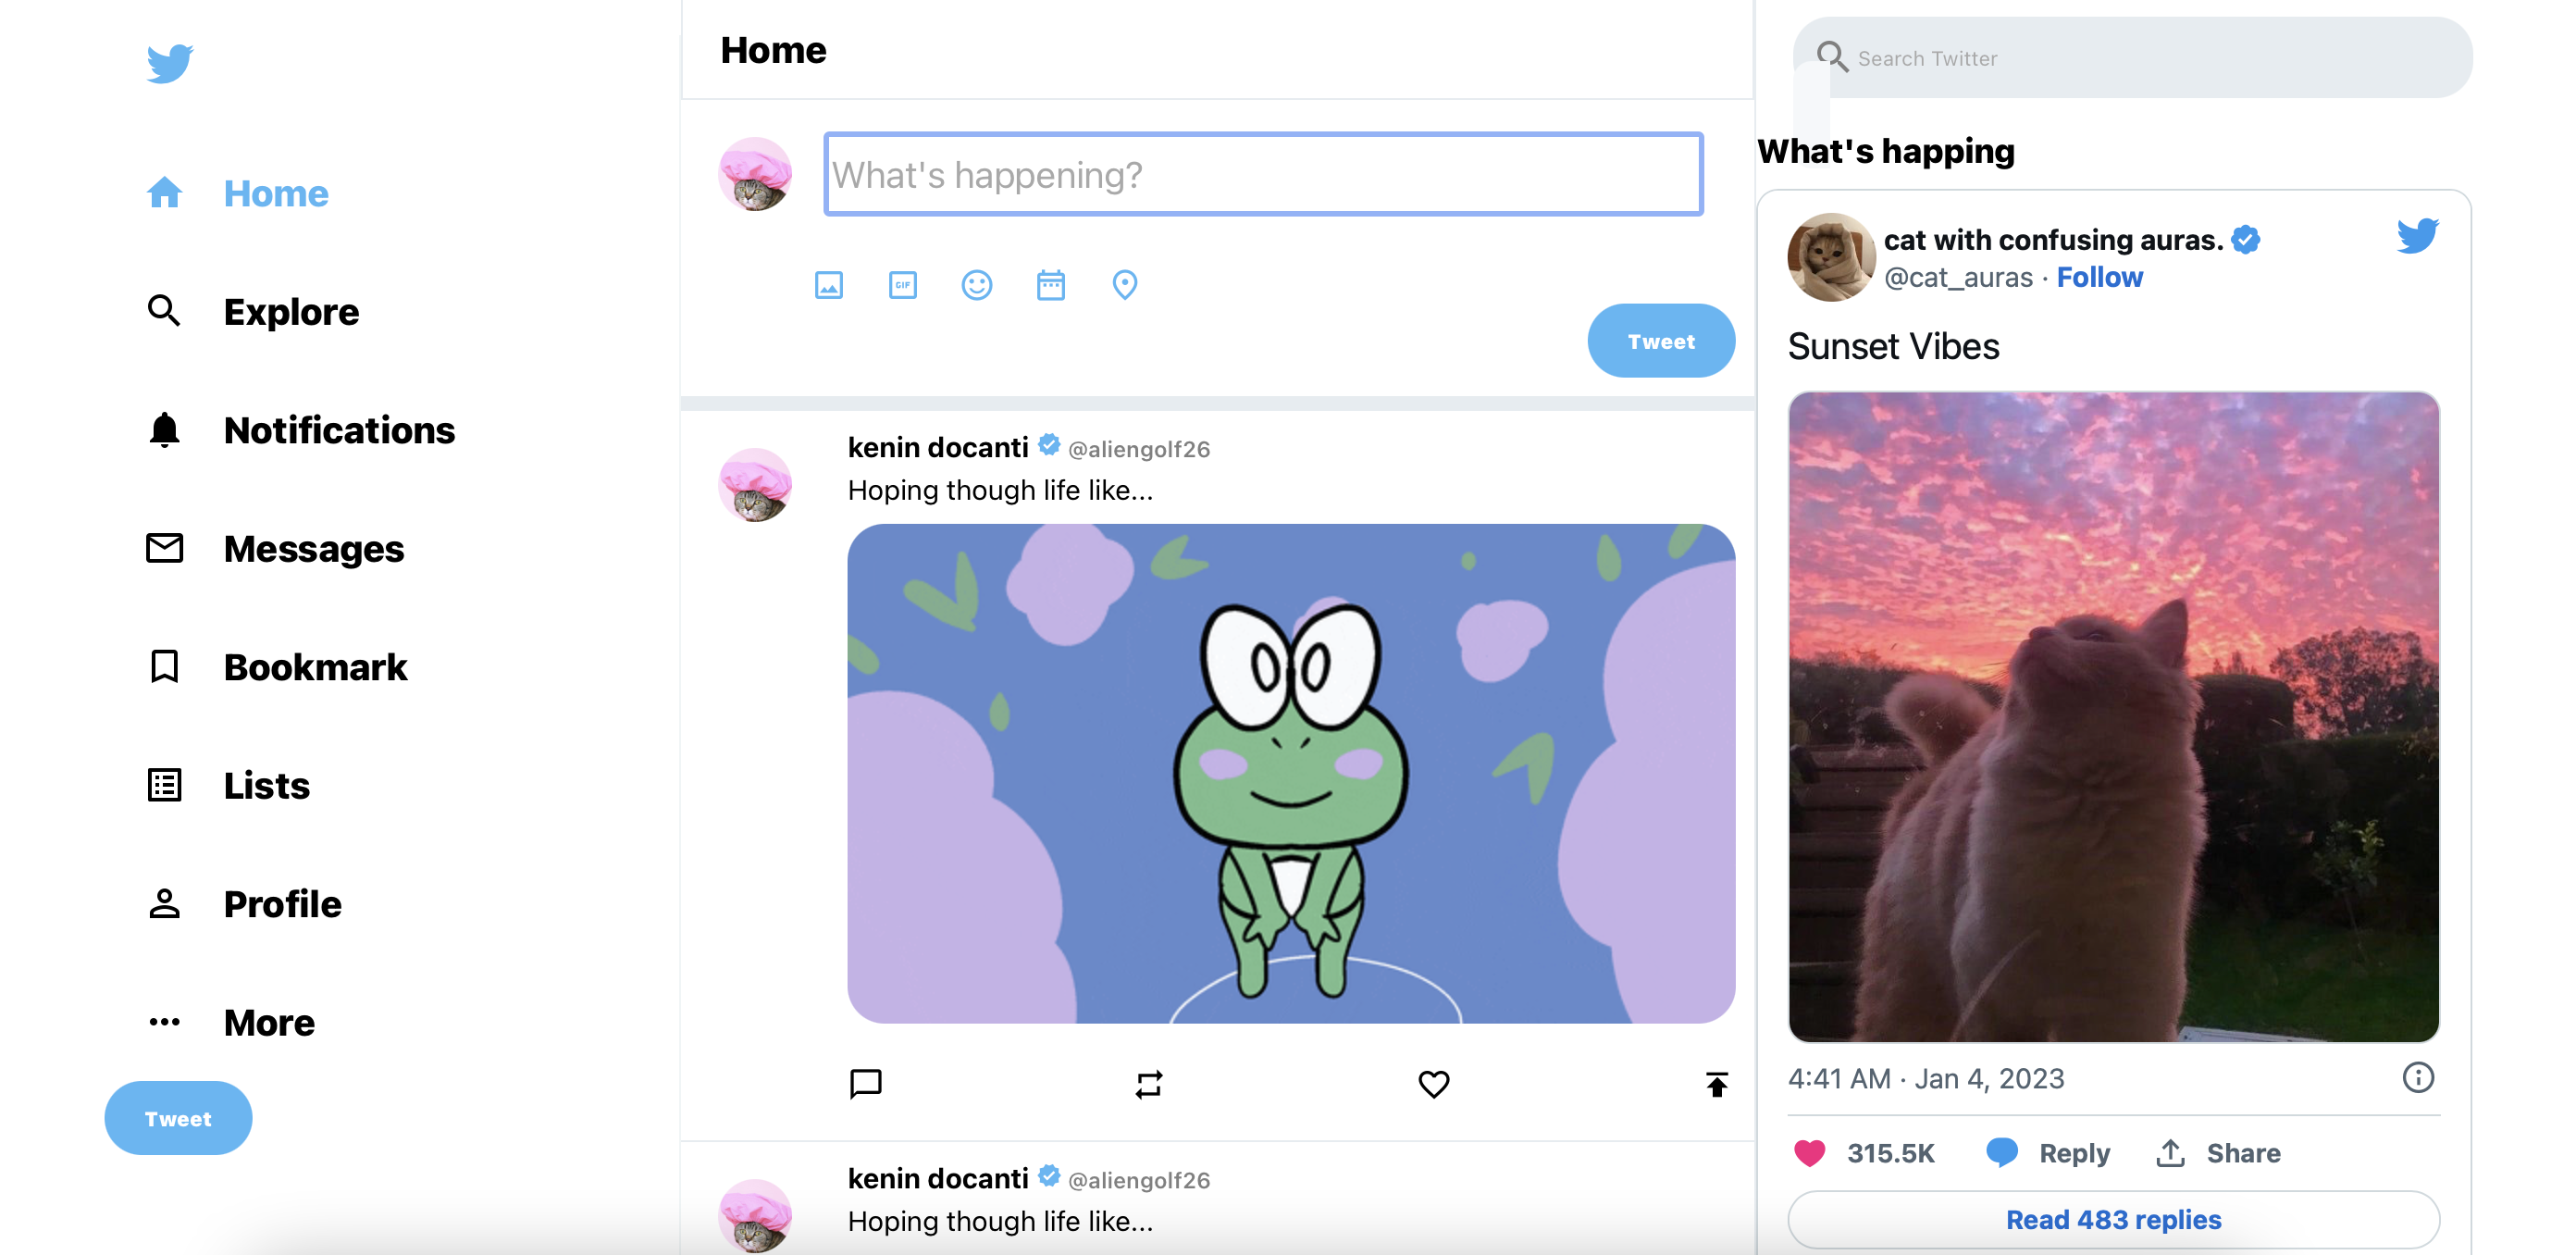 Home
Explore
Notifications
Messages
Bookmark
Lists
Profile
More
Tweet
Home
What's happening?
GIF
Tweet
kenin docanti @aliengolf26
Hoping though life like...
kenin docanti @aliengolf26
Hoping though life like...
Search Twitter
What's happing
cat with confusing auras.
@cat_auras · Follow
Sunset Vibes
4:41 AM · Jan 4, 2023
315.5K Reply Share
Read 483 replies